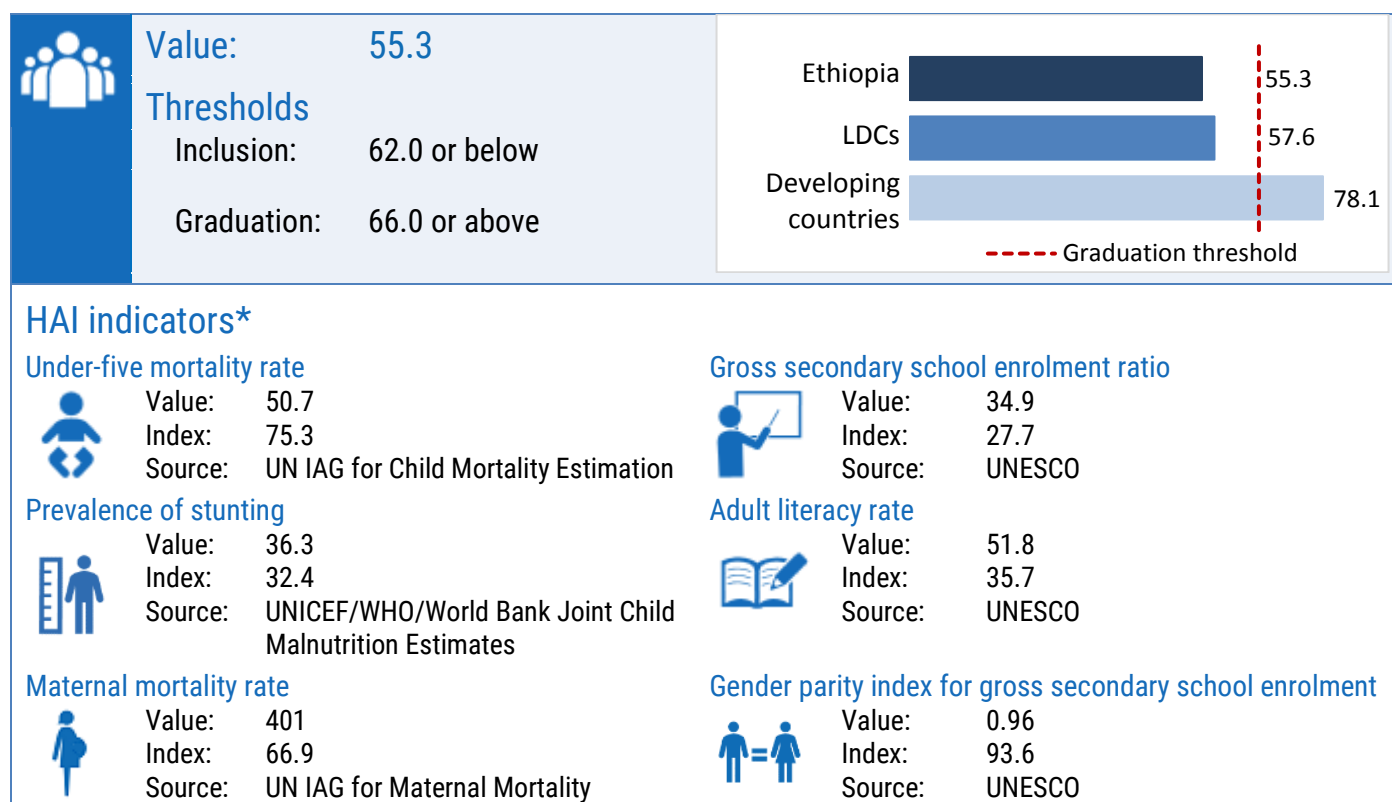 Value: 55.3
Thresholds
Inclusion: 62.0 or below
Graduation: 66.0 or above
Ethiopia 55.3
LDCs 57.6
Developing
countries 78.1
Graduation threshold
HAI indicators*
Under-five mortality rate
Value: 50.7
Index: 75.3
Source: UN IAG for Child Mortality Estimation
Prevalence of stunting
Value: 36.3
Index: 32.4
Source: UNICEF/WHO/World Bank Joint Child
Malnutrition Estimates
Maternal mortality rate
Value: 401
Index: 66.9
Source: UN IAG for Maternal Mortality
Gross secondary school enrolment ratio
Value: 34.9
Index: 27.7
Source: UNESCO
Adult literacy rate
Value: 51.8
Index: 35.7
Source: UNESCO
Gender parity index for gross secondary school enrolment
Value: 0.96
Index: 93.6
Source: UNESCO